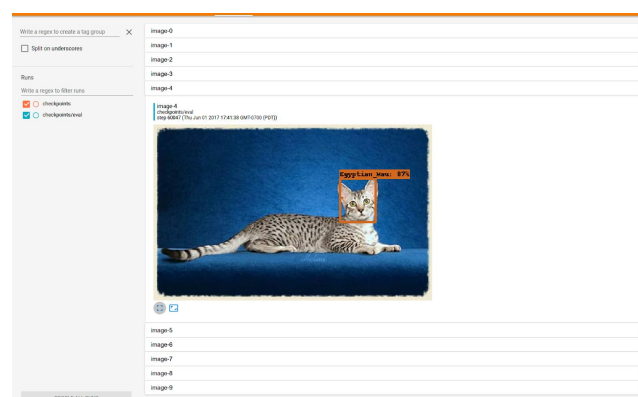 Write a regex to create a tag group
Split on underscores
Runs
Write a regex to filter runs
checkpoints
checkpoints/eval
image-0
image-1
image-2
image-3
image-4
image-4
checkpoints/eval
step 60047 (Thu Jun 01 2017 17:41:38 GMT-0700 (PDT))
Egyptian_Mau: 87%
image-5
image-6
image-7
image-8
image-9